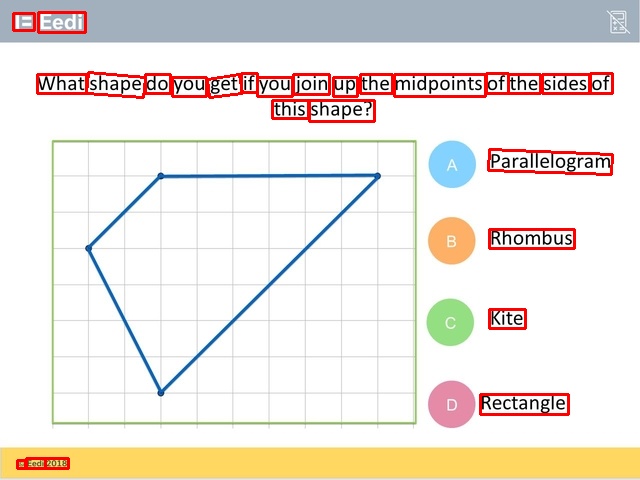 Eedi
What shape do you get if you join up the midpoints of the sides of
this shape?
A Parallelogram
B Rhombus
C Kite
D Rectangle
© Eedi 2018